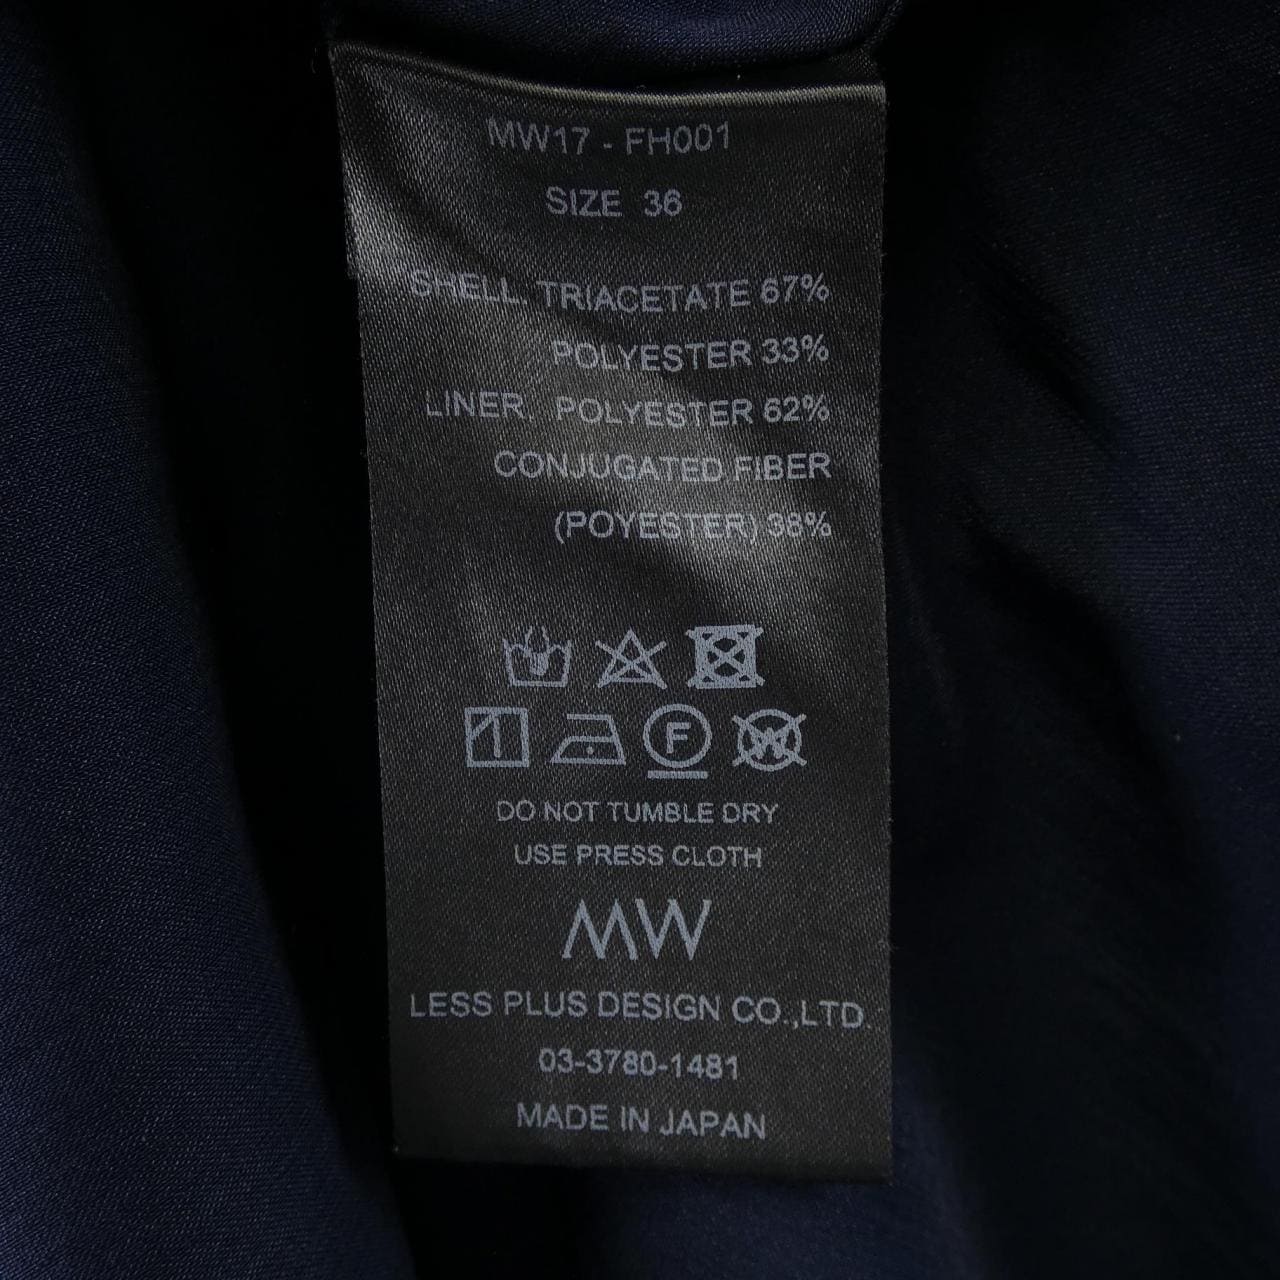 MW17 - FH001
SIZE 36
SHELL. TRIACETATE 67%
POLYESTER 33%
LINER. POLYESTER 62%
CONJUGATED FIBER
(POYESTER) 38%
F
W
DO NOT TUMBLE DRY
USE PRESS CLOTH
MW
LESS PLUS DESIGN CO.,LTD.
03-3780-1481
MADE IN JAPAN